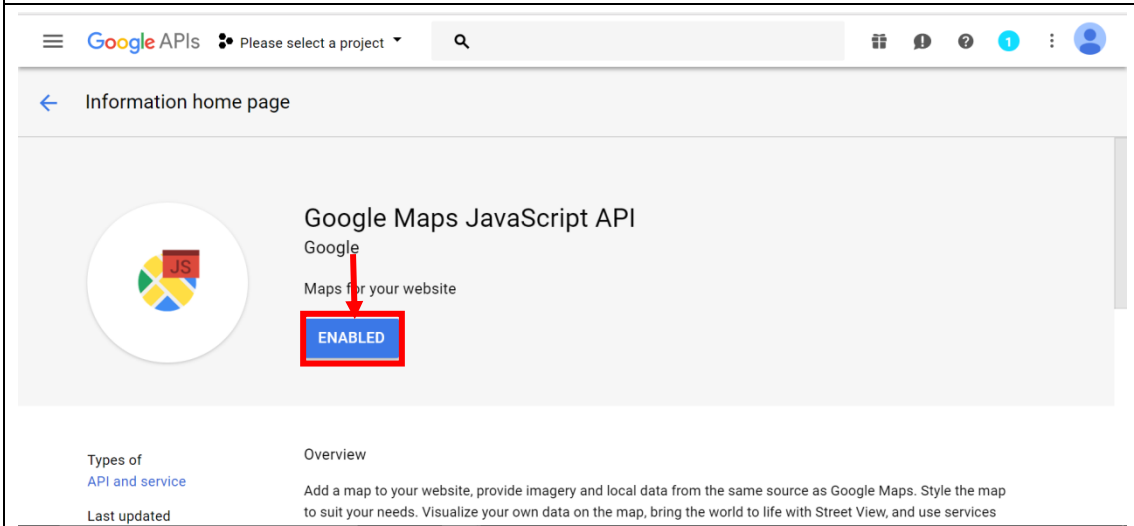 Google APIs Please select a project 1
Information home page
JS
Google Maps JavaScript API
Google
Maps for your website
ENABLED
Types of
API and service
Last updated
Overview
Add a map to your website, provide imagery and local data from the same source as Google Maps. Style the map
to suit your needs. Visualize your own data on the map, bring the world to life with Street View, and use services